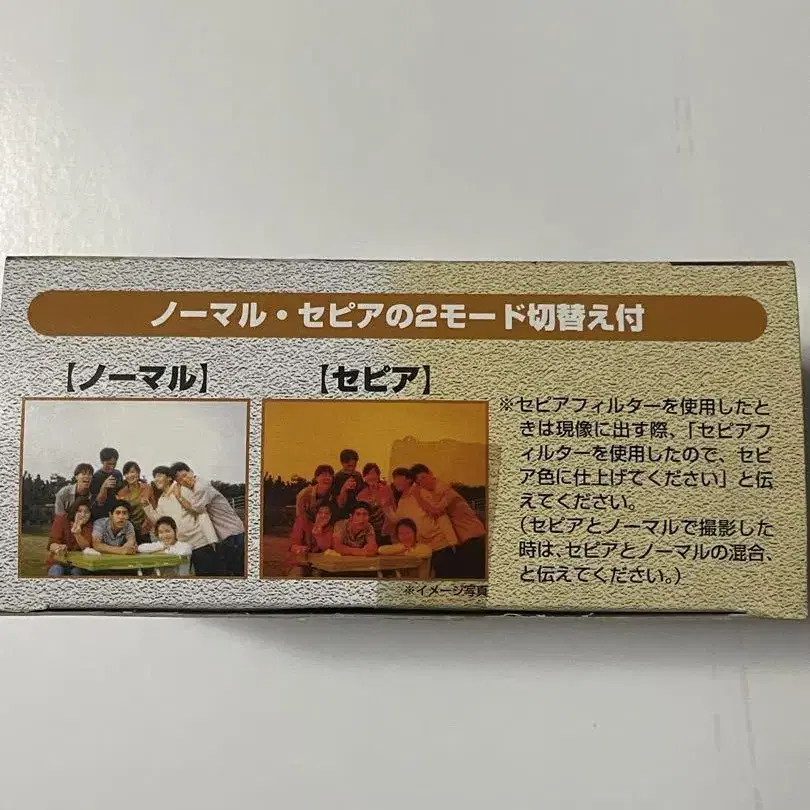 ノーマル・セピアの2モード切替え付
【ノーマル】
【セピア】
※セピアフィルターを使用したと
きは現像に出す際、「セピアフ
ィルターを使用したので、セピ
ア色に仕上げてください」と伝
えてください。
（セピアとノーマルで撮影した
時は、セピアとノーマルの混合、
と伝えてください。）
※イメージ写真